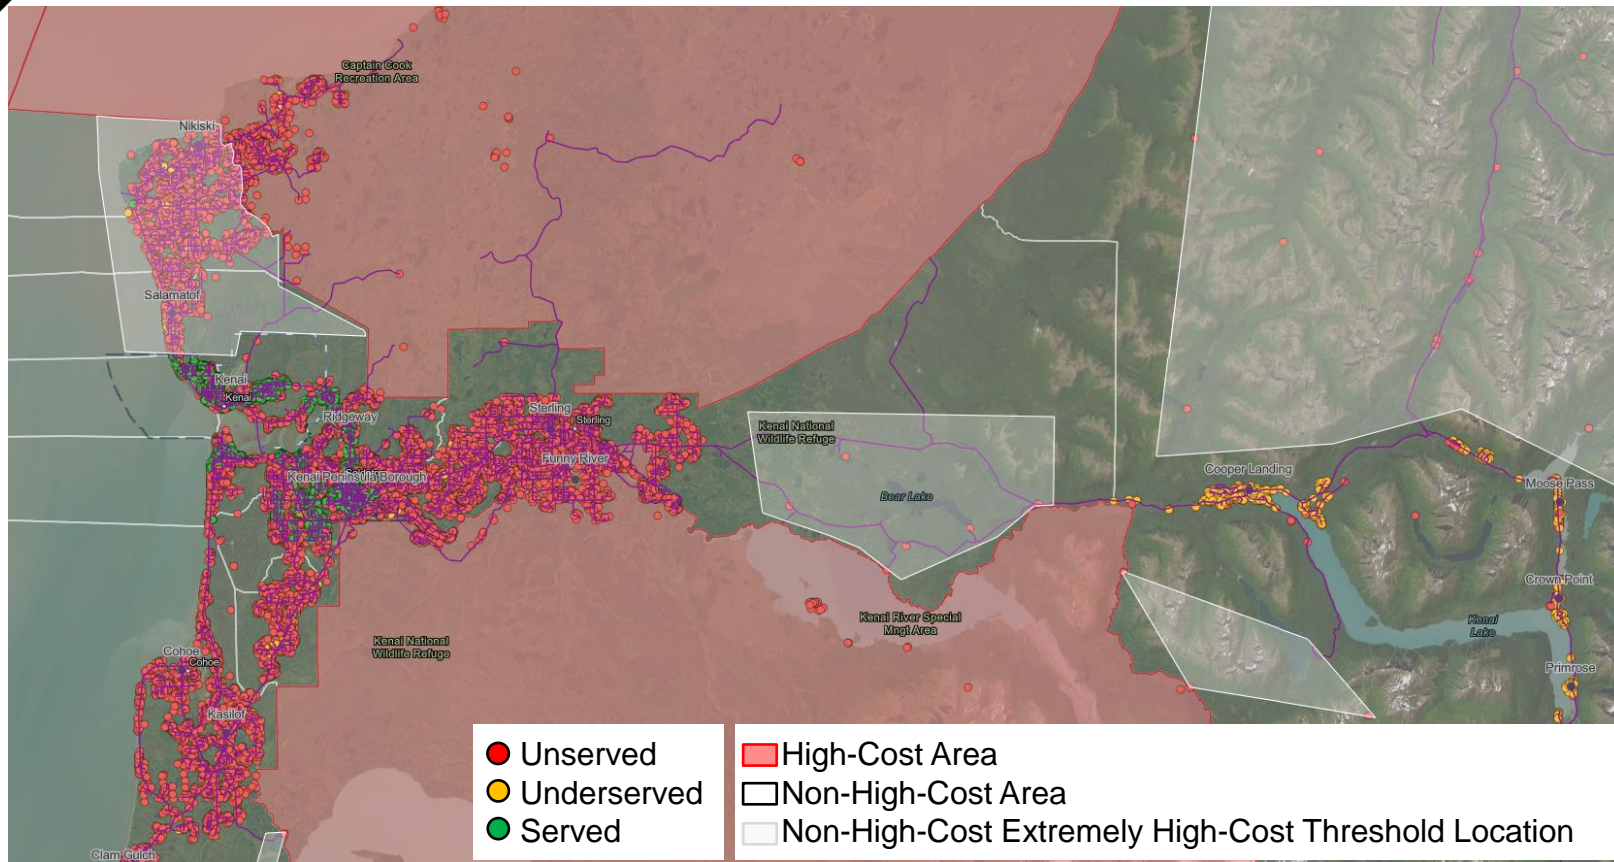 Captain Cook
Recreation Area
Nikiski
Salamatof
Kenai
Kenai
Ridgeway
Sterling
Sterling
Kenai National
Wildlife Refuge
Funny River
Kenai Peninsula Borough
Cooper Landing
Moose Pass
Bear Lake
Crown Point
Kenai River Special
Mngt Area
Kenai
Lake
Kenai National
Wildlife Refuge
Cohoe
Cohoe
Primrose
Kasilof
Clam Gulch
Unserved
Underserved
Served
High-Cost Area
Non-High-Cost Area
Non-High-Cost Extremely High-Cost Threshold Location